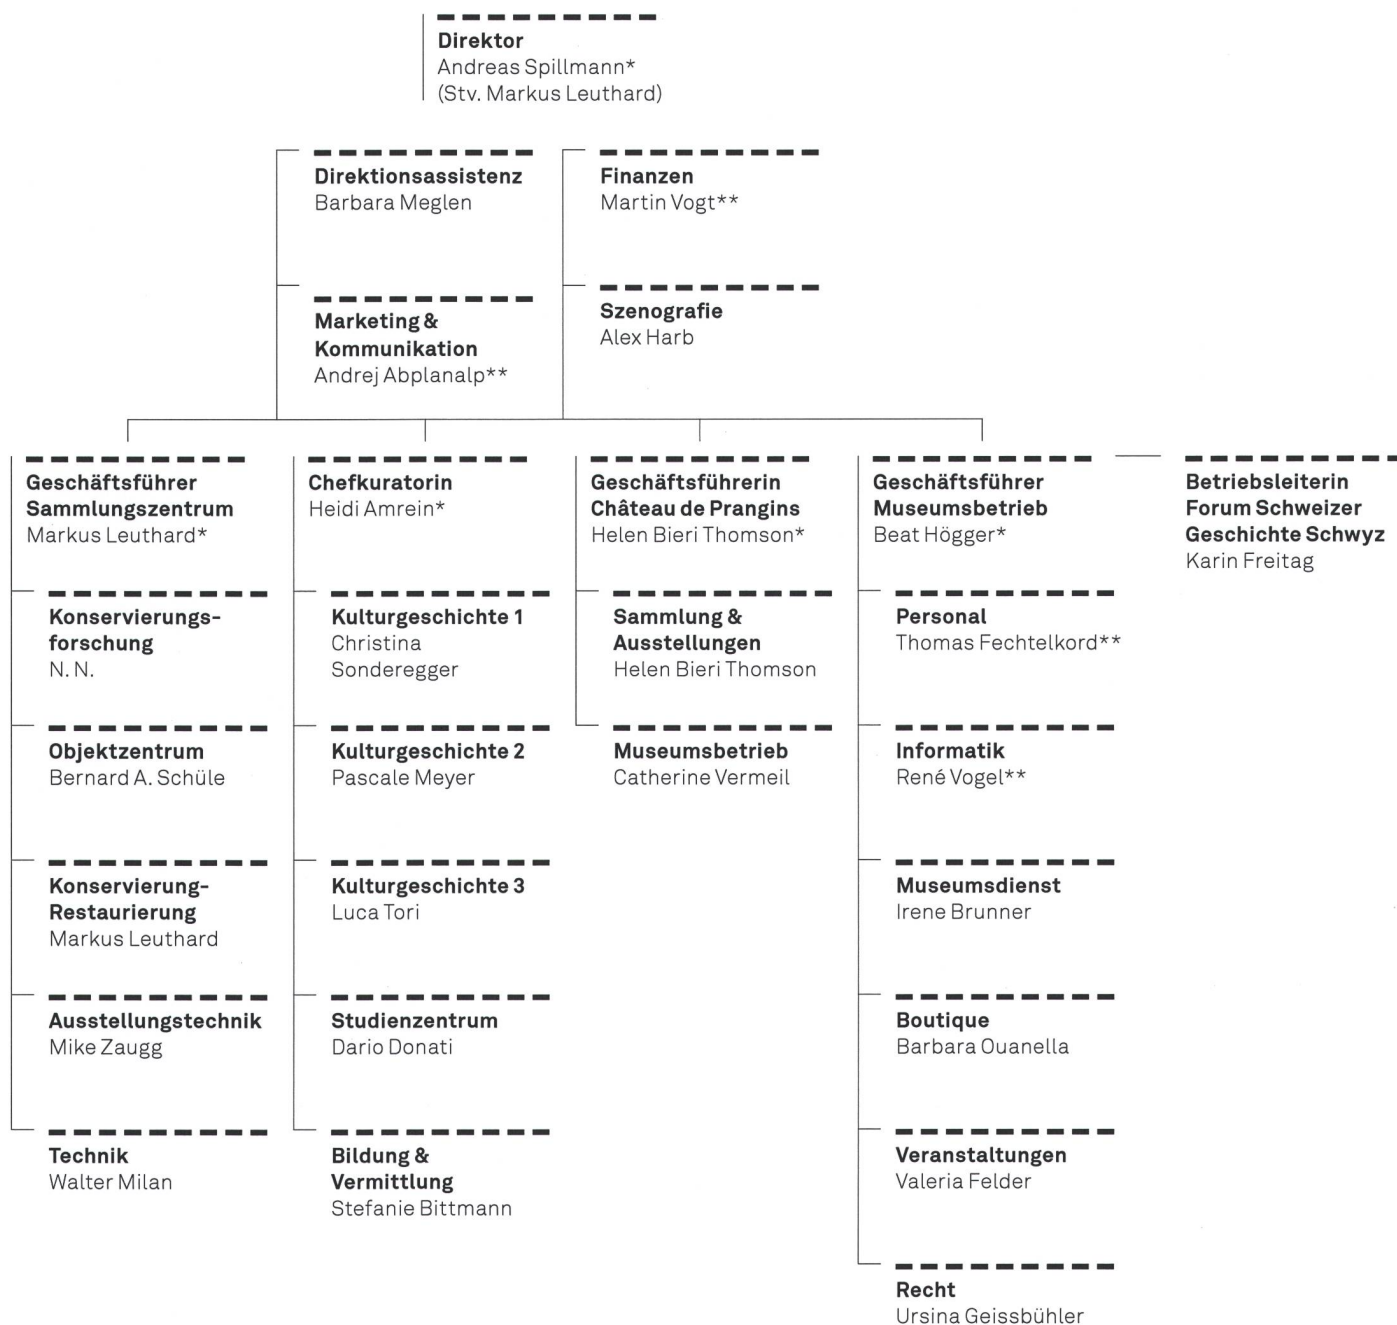 Direktor
Andreas Spillmann*
(Stv. Markus Leuthard)
Direktionsassistenz
Barbara Meglen
Finanzen
Martin Vogt**
Marketing &
Kommunikation
Andrej Abplanalp**
Szenografie
Alex Harb
Geschäftsführer
Sammlungszentrum
Markus Leuthard*
Konservierungs-
forschung
N. N.
Objektzentrum
Bernard A. Schüle
Konservierung-
Restaurierung
Markus Leuthard
Ausstellungstechnik
Mike Zaugg
Technik
Walter Milan
Chefkuratorin
Heidi Amrein*
Kulturgeschichte 1
Christina
Sonderegger
Kulturgeschichte 2
Pascale Meyer
Kulturgeschichte 3
Luca Tori
Studienzentrum
Dario Donati
Bildung &
Vermittlung
Stefanie Bittmann
Geschäftsführerin
Château de Prangins
Helen Bieri Thomson*
Sammlung &
Ausstellungen
Helen Bieri Thomson
Museumsbetrieb
Catherine Vermeil
Geschäftsführer
Museumsbetrieb
Beat Högger*
Personal
Thomas Fechtelkord**
Informatik
René Vogel**
Museumsdienst
Irene Brunner
Boutique
Barbara Ouanella
Veranstaltungen
Valeria Felder
Recht
Ursina Geissbühler
Betriebsleiterin
Forum Schweizer
Geschichte Schwyz
Karin Freitag